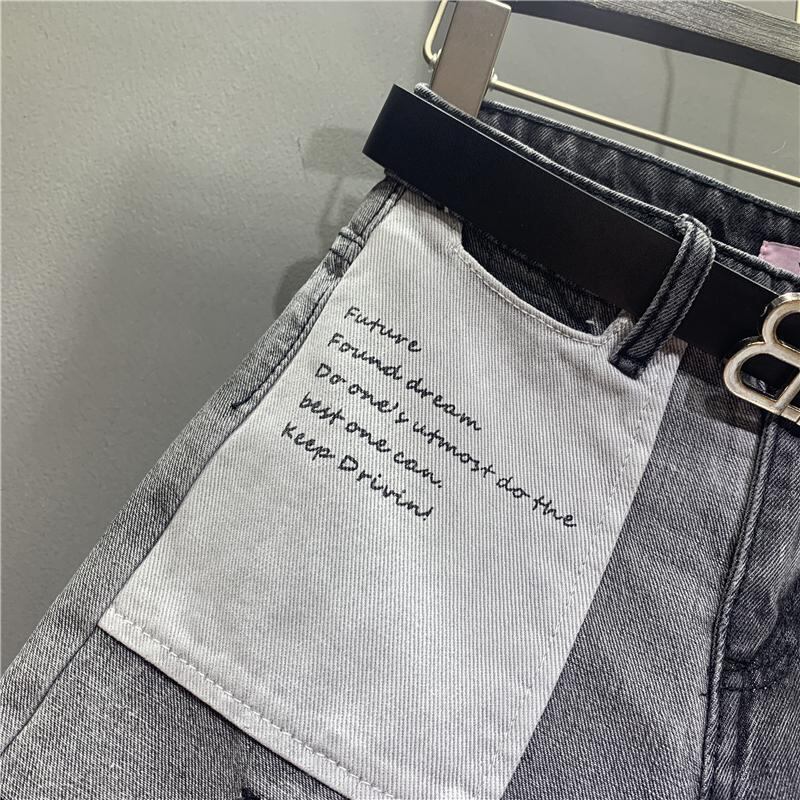 Future
Found dream
Do one's utmost do the
best one can.
Keep Drivin!